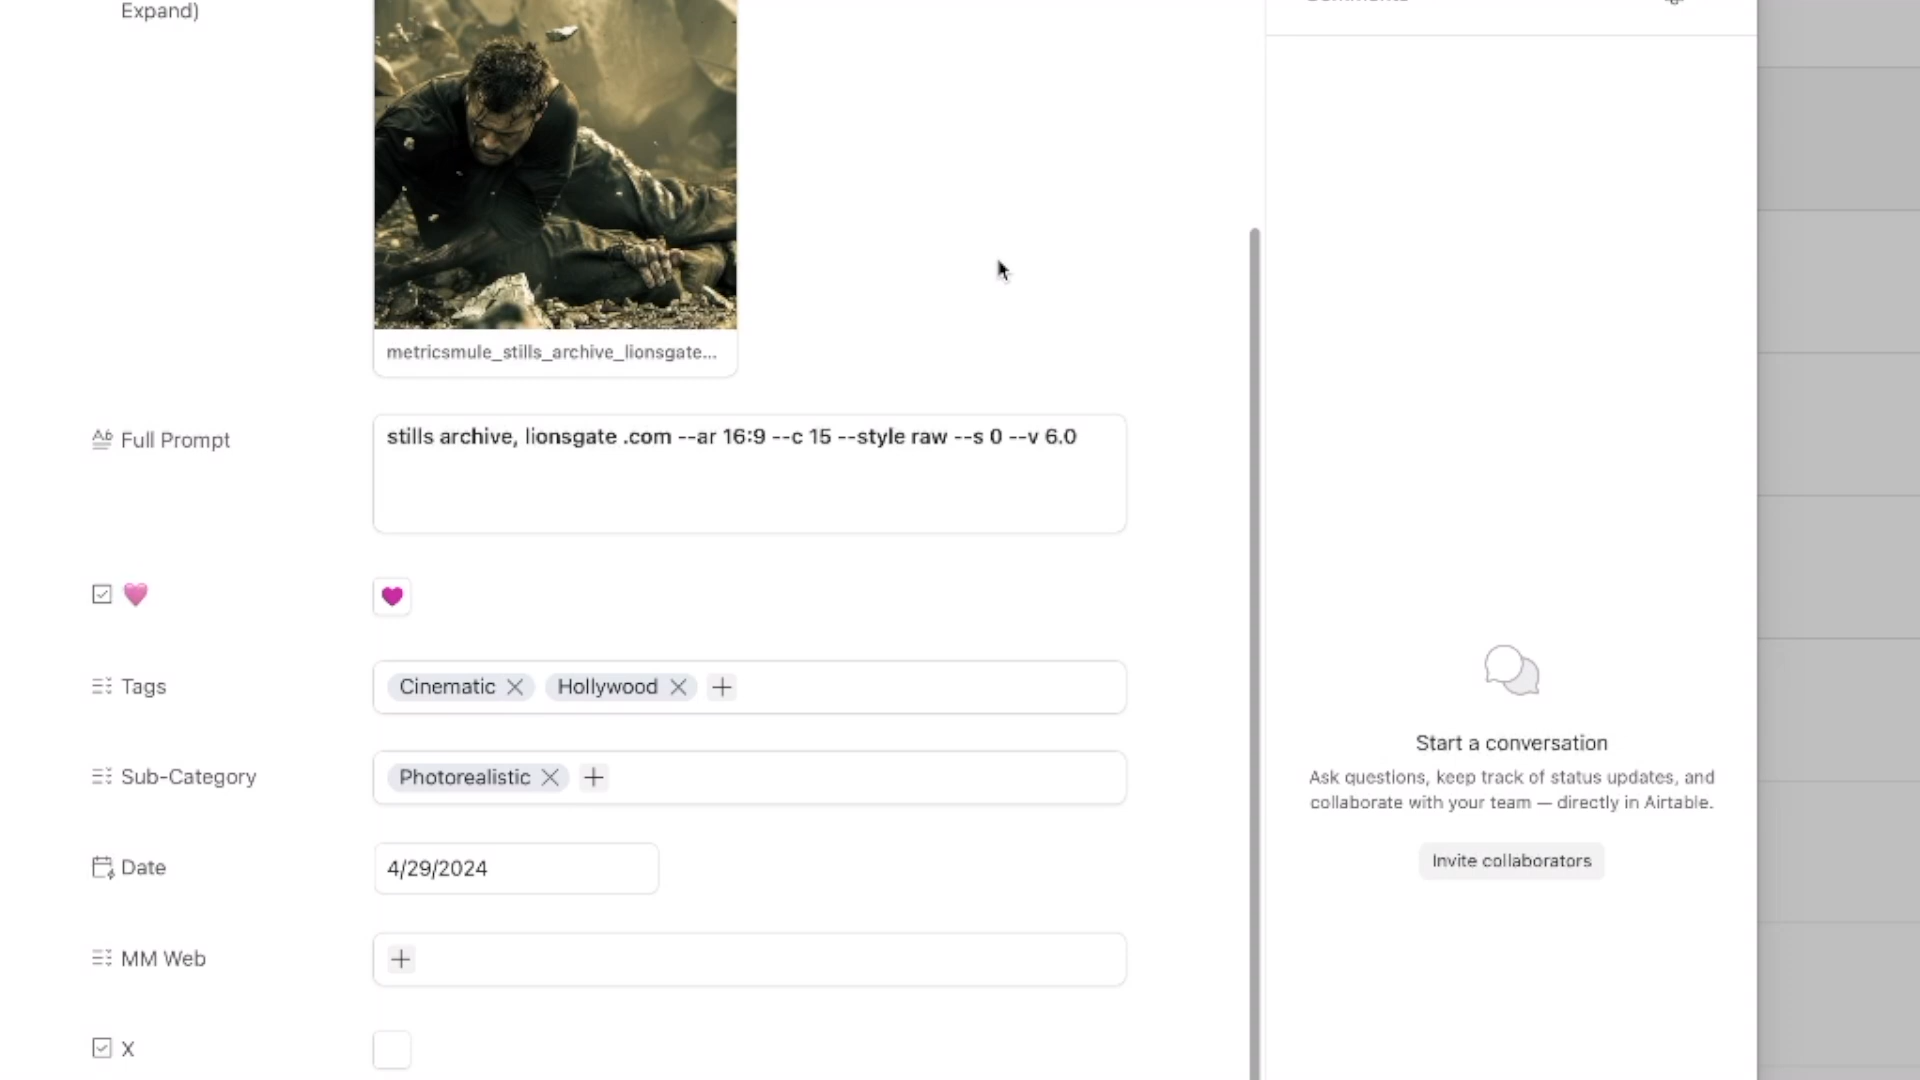 Expand)
metricsmule_stills_archive_lionsgate...
Full Prompt
stills archive, lionsgate .com --ar 16:9 --c 15 --style raw --s 0 --v 6.0
Tags
Cinematic
Hollywood
Sub-Category
Photorealistic
Date
4/29/2024
MM Web
X
Start a conversation
Ask questions, keep track of status updates, and
collaborate with your team — directly in Airtable.
Invite collaborators